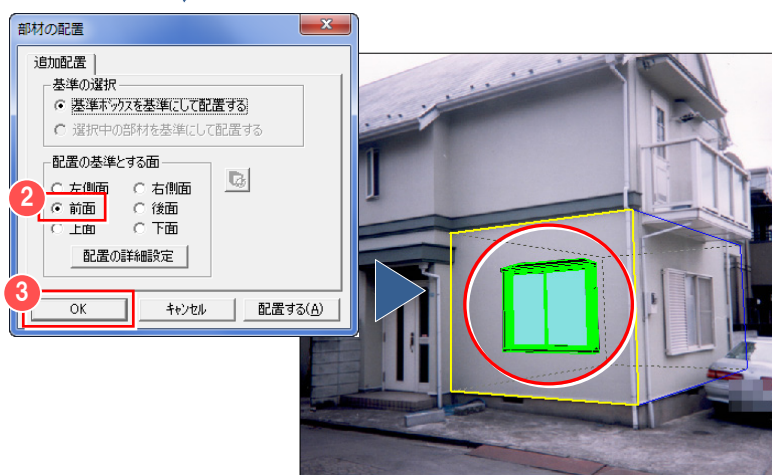 部材の配置
追加配置
基準の選択
基準ボックスを基準にして配置する
選択中の部材を基準にして配置する
配置の基準とする面
左側面 右側面
2
前面 後面
上面 下面
配置の詳細設定
3
OK キャンセル 配置する(A)